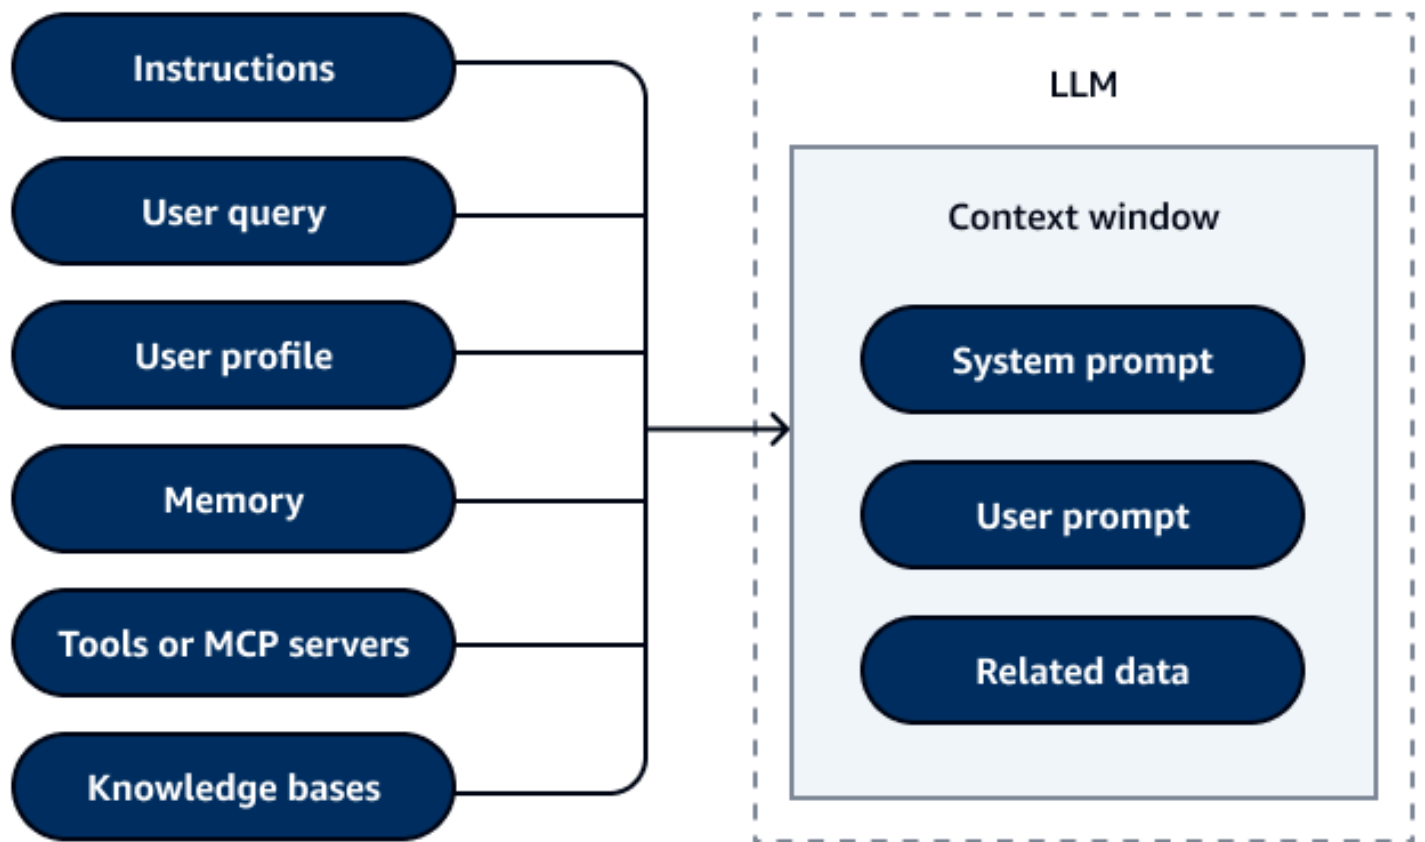 Instructions
User query
User profile
Memory
Tools or MCP servers
Knowledge bases
LLM
Context window
System prompt
User prompt
Related data